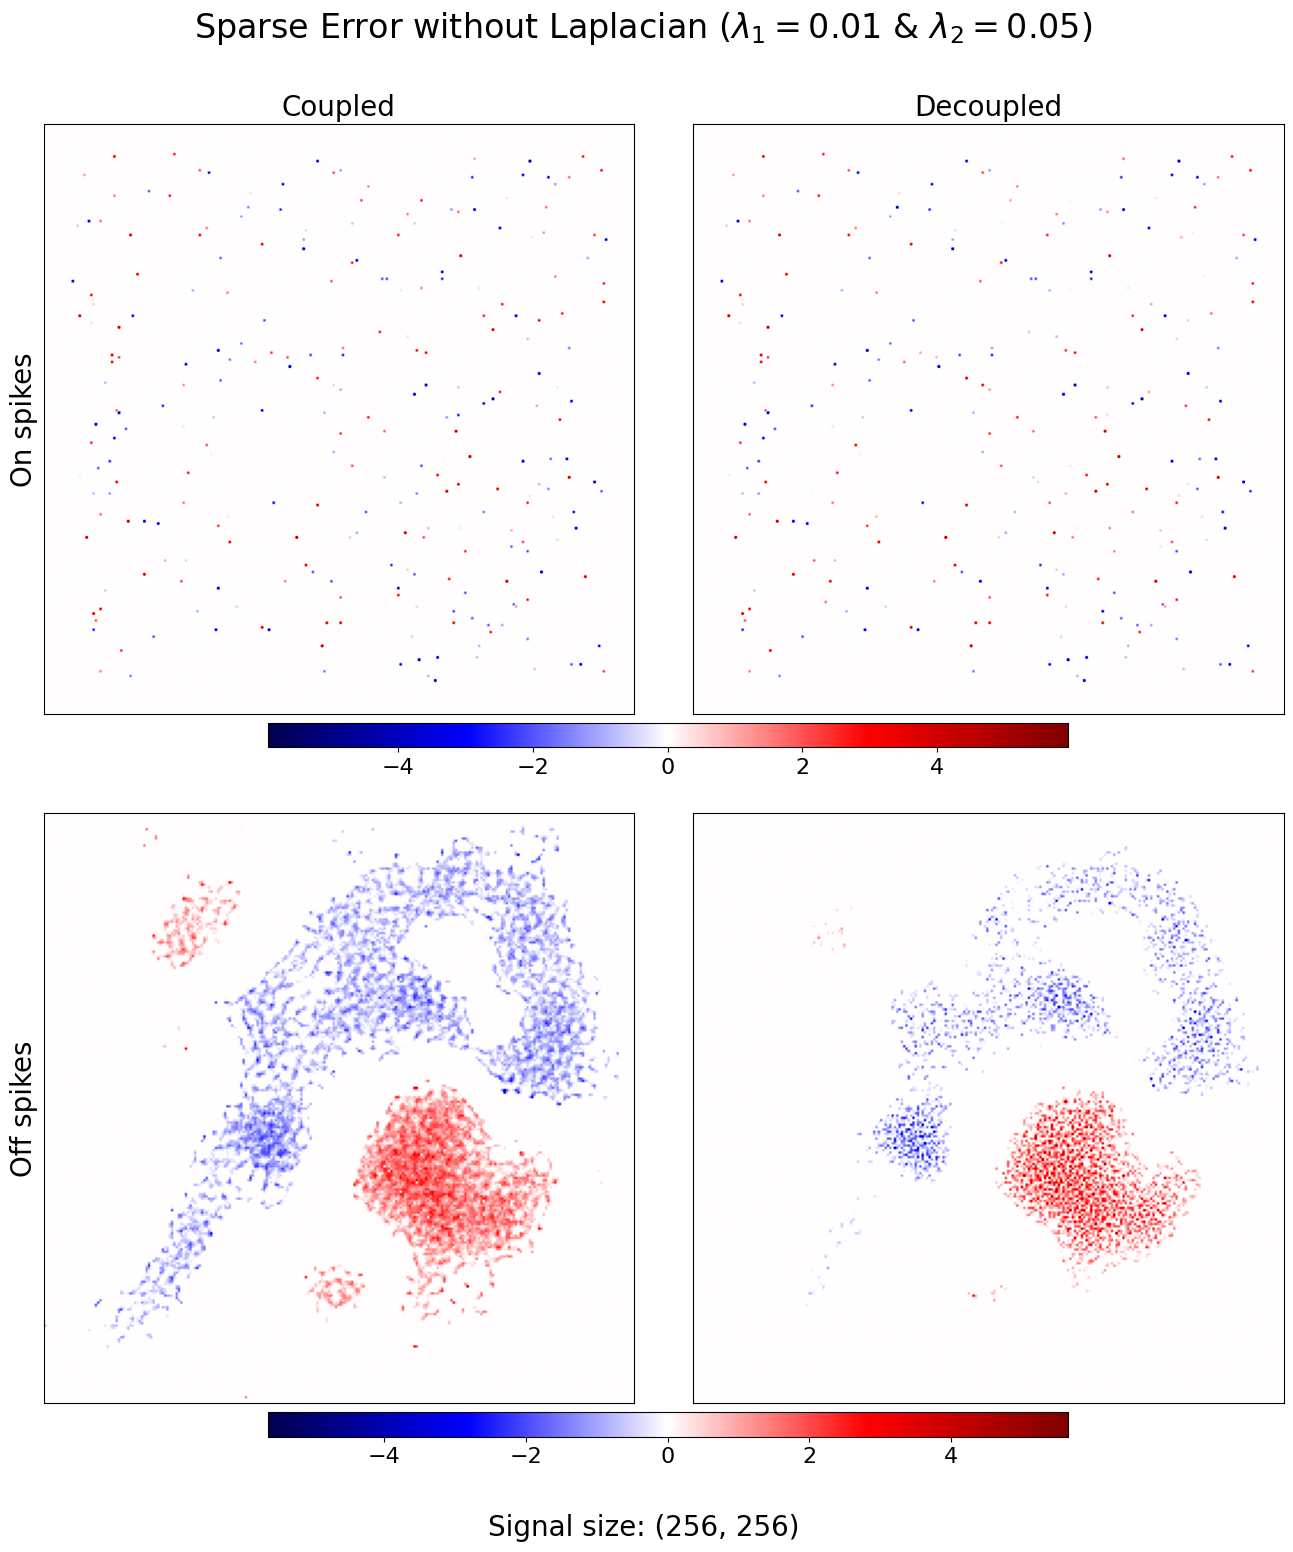 Sparse Error without Laplacian (λ₁ = 0.01 & λ₂ = 0.05)
Coupled
Decoupled
On spikes
−4 −2 0 2 4
Off spikes
−4 −2 0 2 4
Signal size: (256, 256)